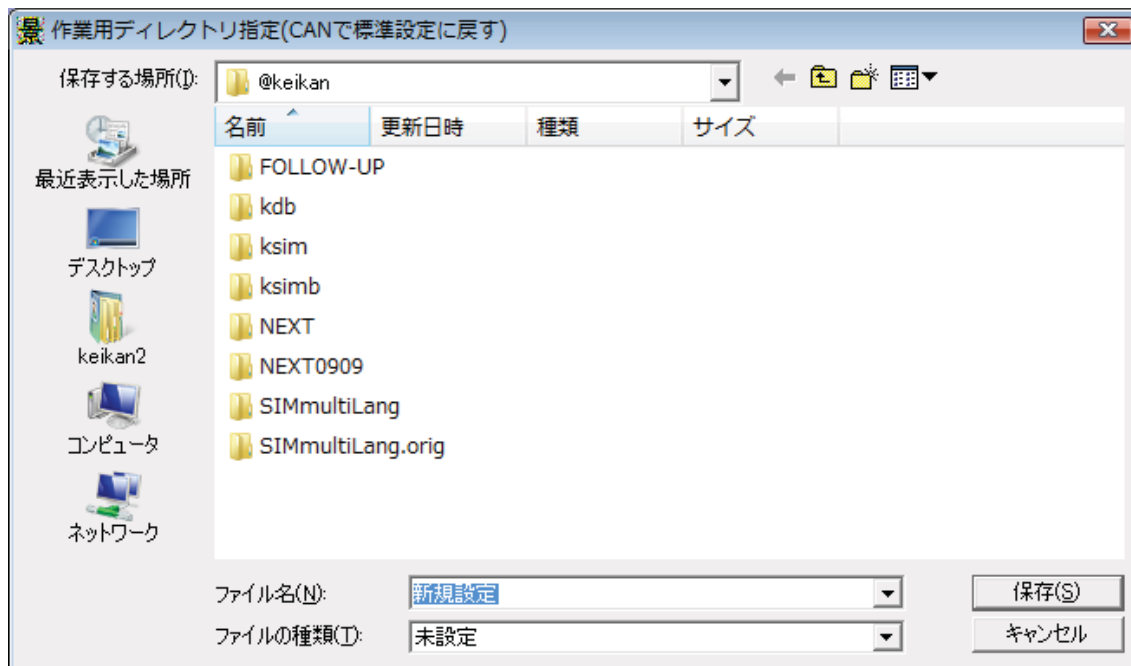 景 作業用ディレクトリ指定(CANで標準設定に戻す)
保存する場所(I): @keikan
名前 更新日時 種類 サイズ
最近表示した場所
デスクトップ
keikan2
コンピュータ
ネットワーク
FOLLOW-UP
kdb
ksim
ksimb
NEXT
NEXT0909
SIMmultiLang
SIMmultiLang.orig
ファイル名(N): 新規設定 保存(S)
ファイルの種類(T): 未設定 キャンセル